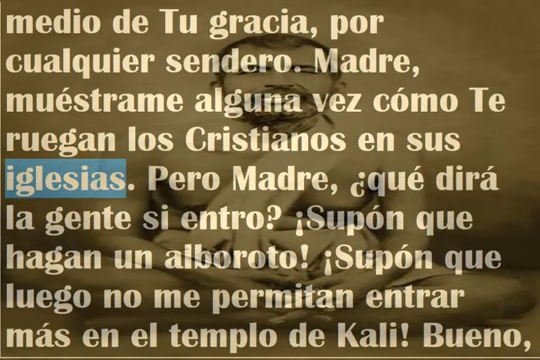 medio de Tu gracia, por
cualquier sendero. Madre,
muéstrame alguna vez cómo Te
ruegan los Cristianos en sus
iglesias. Pero Madre, ¿qué dirá
la gente si entro? ¡Supón que
hagan un alboroto! ¡Supón que
luego no me permitan entrar
más en el templo de Kali! Bueno,